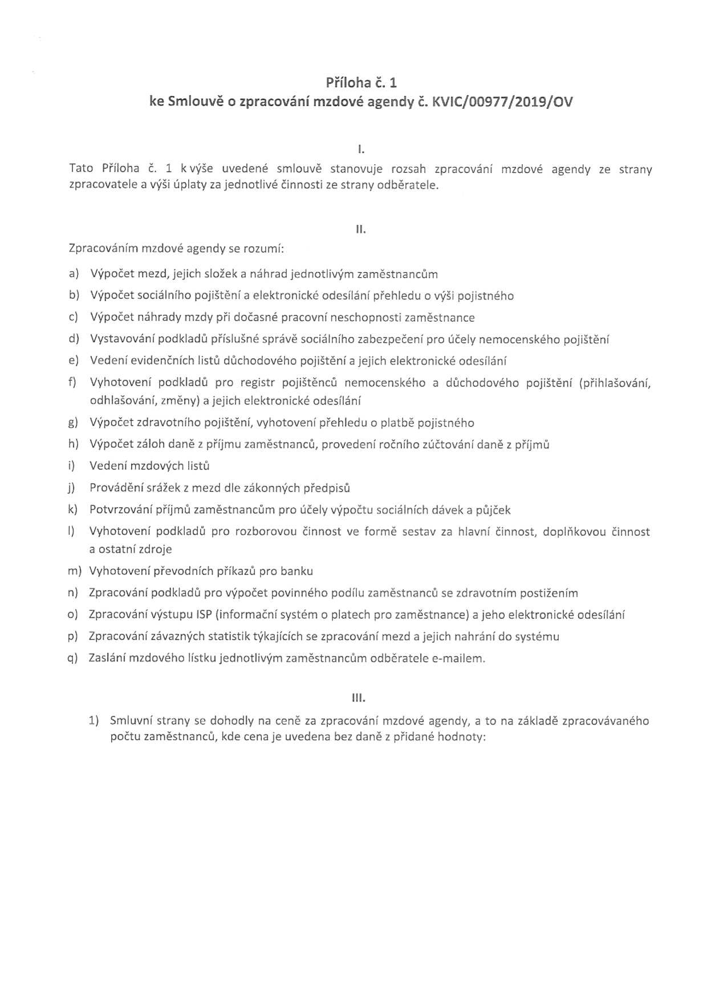 Příloha č. 1
ke Smlouvě o zpracování mzdové agendy č. KVIC/00977/2019/OV
I.
Tato Příloha č. 1 k výše uvedené smlouvě stanovuje rozsah zpracování mzdové agendy ze strany
zpracovatele a výši úplaty za jednotlivé činnosti ze strany odběratele.
II.
Zpracováním mzdové agendy se rozumí:
a) Výpočet mezd, jejich složek a náhrad jednotlivým zaměstnancům
b) Výpočet sociálního pojištění a elektronické odesílání přehledu o výši pojistného
c) Výpočet náhrady mzdy při dočasné pracovní neschopnosti zaměstnance
d) Vystavování podkladů příslušné správě sociálního zabezpečení pro účely nemocenského pojištění
e) Vedení evidenčních listů důchodového pojištění a jejich elektronické odesílání
f) Vyhotovení podkladů pro registr pojištěnců nemocenského a důchodového pojištění (přihlašování,
odhlašování, změny) a jejich elektronické odesílání
g) Výpočet zdravotního pojištění, vyhotovení přehledu o platbě pojistného
h) Výpočet záloh daně z příjmu zaměstnanců, provedení ročního zúčtování daně z příjmů
i) Vedení mzdových listů
j) Provádění srážek z mezd dle zákonných předpisů
k) Potvrzování příjmů zaměstnancům pro účely výpočtu sociálních dávek a půjček
l) Vyhotovení podkladů pro rozborovou činnost ve formě sestav za hlavní činnost, doplňkovou činnost
a ostatní zdroje
m) Vyhotovení převodních příkazů pro banku
n) Zpracování podkladů pro výpočet povinného podílu zaměstnanců se zdravotním postižením
o) Zpracování výstupu ISP (informační systém o platech pro zaměstnance) a jeho elektronické odesílání
p) Zpracování závazných statistik týkajících se zpracování mezd a jejich nahrání do systému
q) Zaslání mzdového lístku jednotlivým zaměstnancům odběratele e-mailem.
III.
1) Smluvní strany se dohodly na ceně za zpracování mzdové agendy, a to na základě zpracovávaného
počtu zaměstnanců, kde cena je uvedena bez daně z přidané hodnoty: